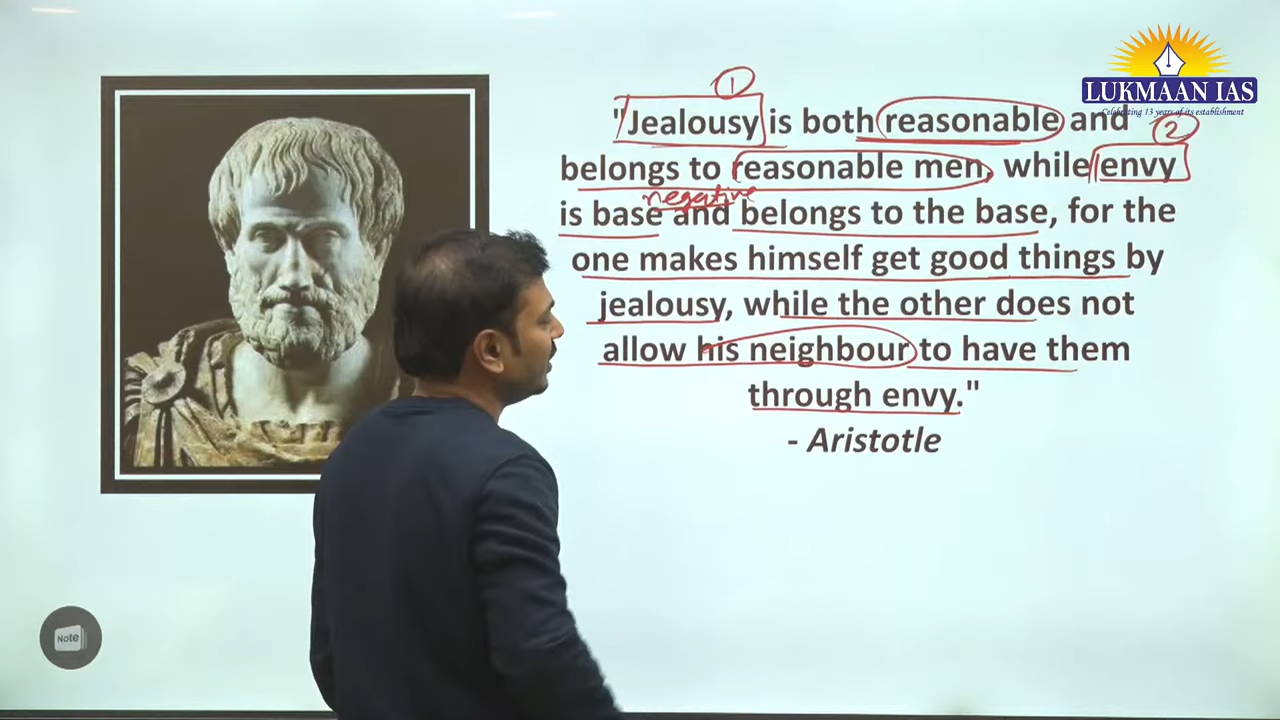 LUKMAAN IAS
Celebrating 13 years of its establishment
1
"Jealousy is both reasonable and
2
belongs to reasonable men, while envy
negative
is base and belongs to the base, for the
one makes himself get good things by
jealousy, while the other does not
allow his neighbour to have them
through envy."
- Aristotle
Note